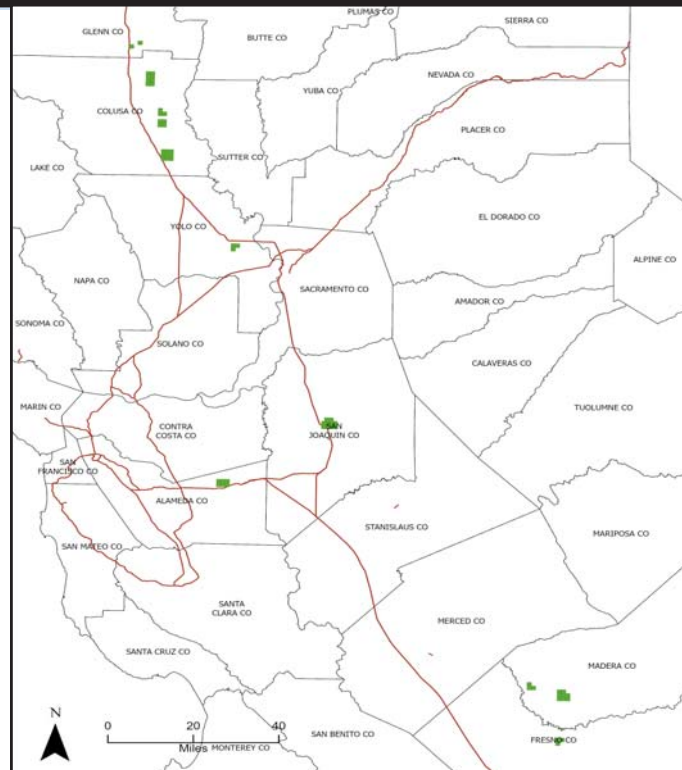 PLUMAS CO
SIERRA CO
GLENN CO
BUTTE CO
NEVADA CO
YUBA CO
COLUSA CO
PLACER CO
SUTTER CO
LAKE CO
EL DORADO CO
YOLO CO
ALPINE CO
NAPA CO
SACRAMENTO CO
AMADOR CO
SONOMA CO
SOLANO CO
CALAVERAS CO
MARIN CO
TUOLUMNE CO
CONTRA
COSTA CO
SAN
JOAQUIN CO
SAN
FRANCISCO CO
ALAMEDA CO
STANISLAUS CO
MARIPOSA CO
SAN MATEO CO
SANTA
CLARA CO
MERCED CO
SANTA CRUZ CO
MADERA CO
N
0 20 40
Miles
SAN BENITO CO
FRESNO CO
MONTEREY CO